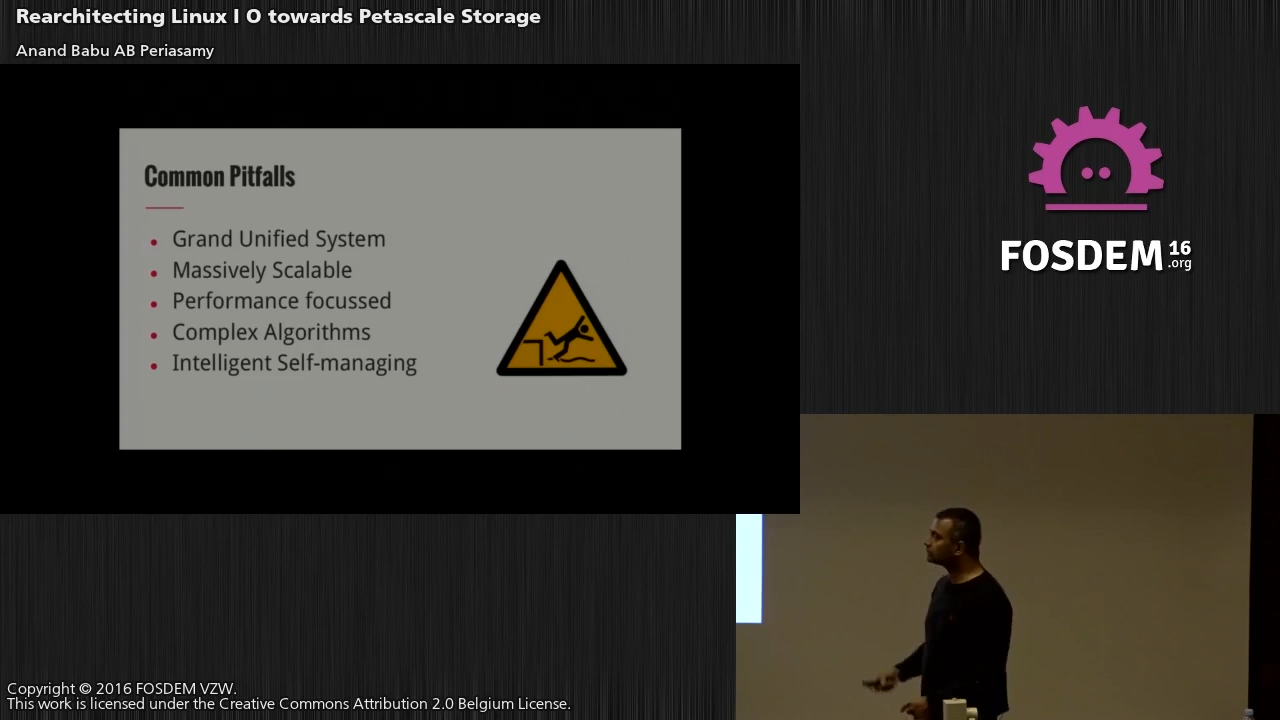 Rearchitecting Linux I O towards Petascale Storage
Anand Babu AB Periasamy
Common Pitfalls
Grand Unified System
Massively Scalable
Performance focussed
Complex Algorithms
Intelligent Self-managing
FOSDEM 16
.org
Copyright © 2016 FOSDEM VZW.
This work is licensed under the Creative Commons Attribution 2.0 Belgium License.